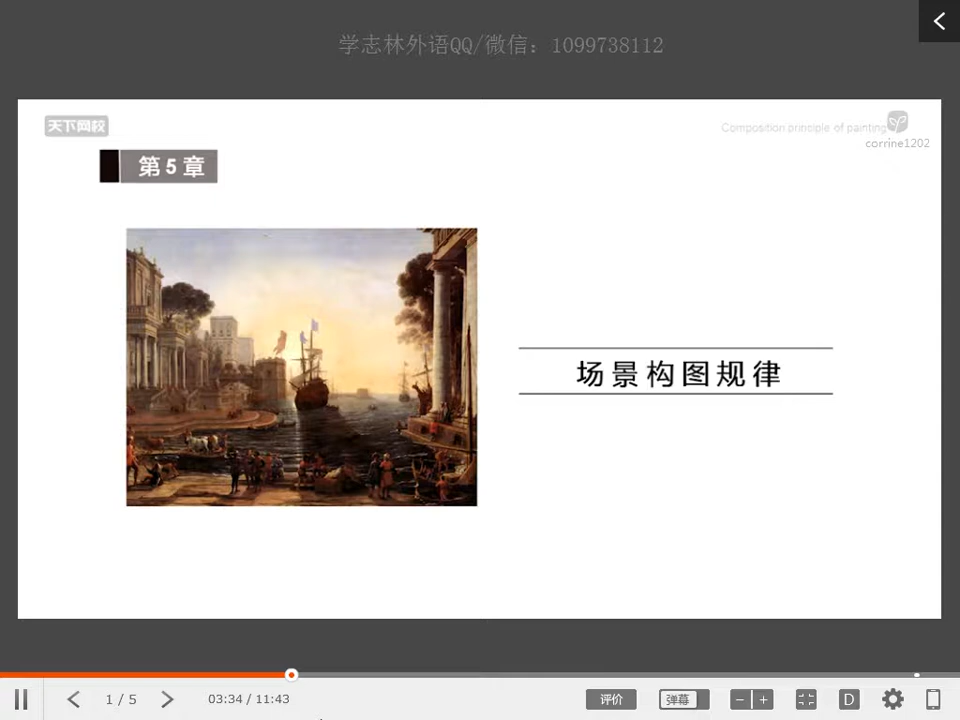 学志林外语QQ/微信：1099738112
天下网校
Composition principle of painting
corrine1202
第5章
场景构图规律
1 / 5
03:34 / 11:43
评价
弹幕
− +
D